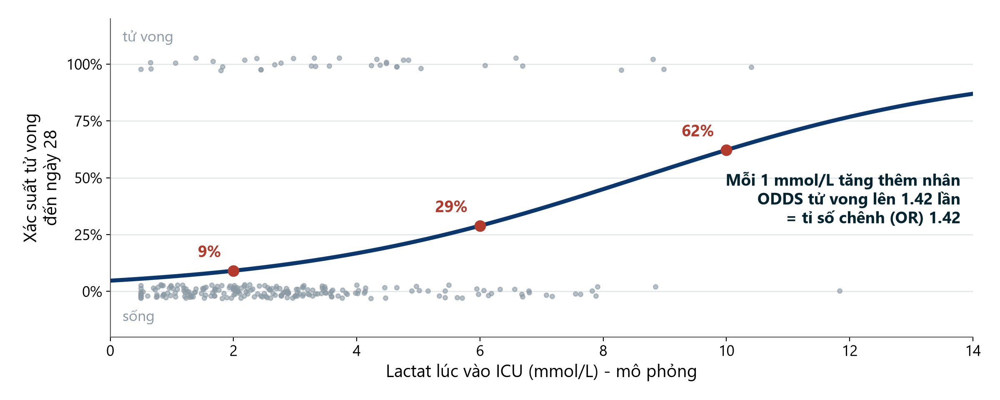 tử vong
100%
75%
50%
25%
0%
Xác suất tử vong
đến ngày 28
62%
29%
9%
Mỗi 1 mmol/L tăng thêm nhân
ODDS tử vong lên 1.42 lần
= tỉ số chênh (OR) 1.42
sống
0 2 4 6 8 10 12 14
Lactat lúc vào ICU (mmol/L) - mô phỏng